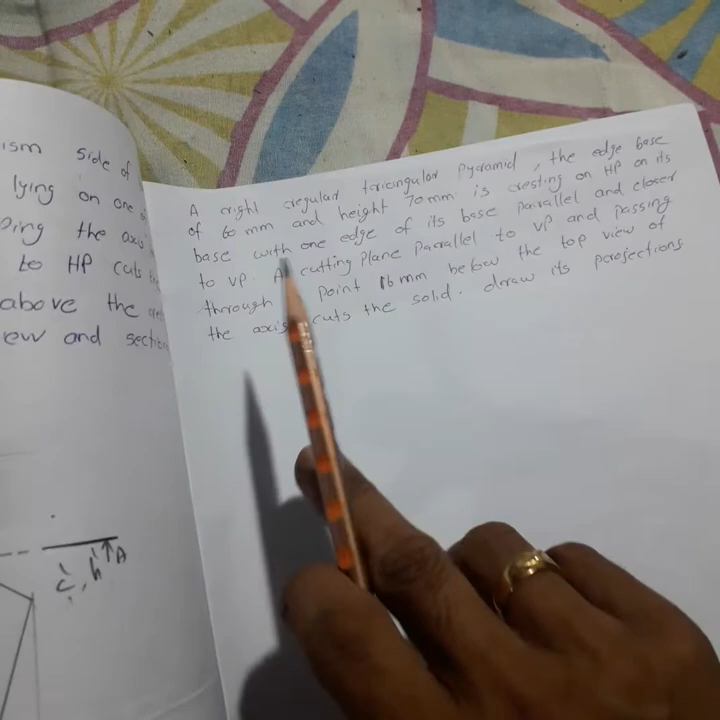 ism side of
lying on one
ping the axis
to HP cuts
above the
ew and section
A right regular triangular Pyramid, the edge base
of 60 mm and height 70mm is resting on HP on its
base with one edge of its base parallel and closer
to VP. A cutting Plane Parallel to VP and passing
through point 16 mm below the top view of
the axis cuts the solid. draw its projections
c', h' A